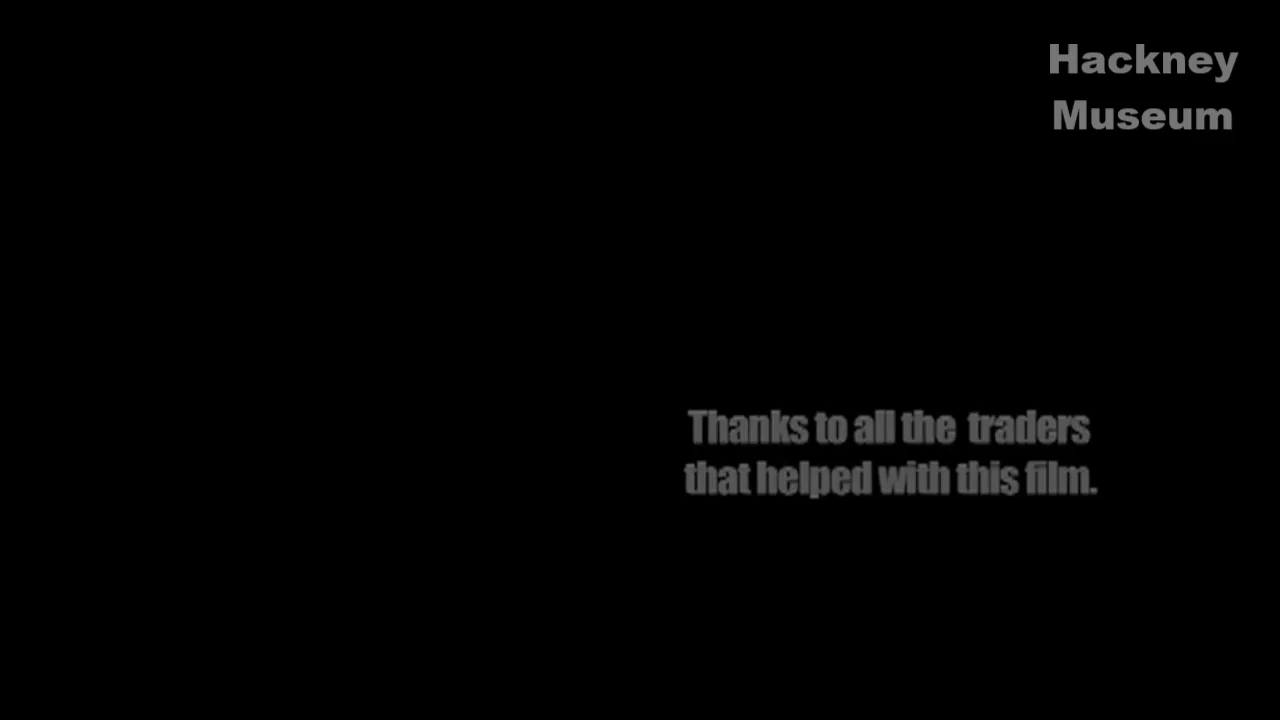 Hackney
Museum
Thanks to all the traders
that helped with this film.